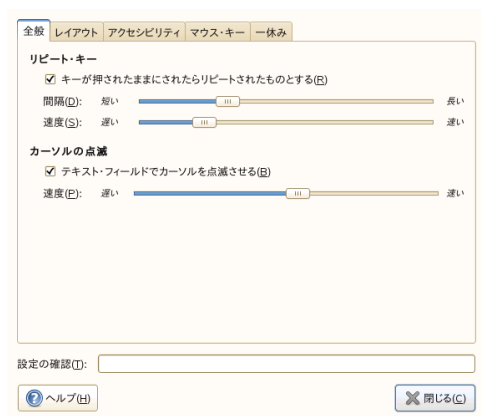 全般 レイアウト アクセシビリティ マウス・キー 一休み
リピート・キー
キーが押されたままにされたらリピートされたものとする(R)
間隔(D): 短い 長い
速度(S): 遅い 速い
カーソルの点滅
テキスト・フィールドでカーソルを点滅させる(B)
速度(P): 遅い 速い
設定の確認(T):
ヘルプ(H) 閉じる(C)